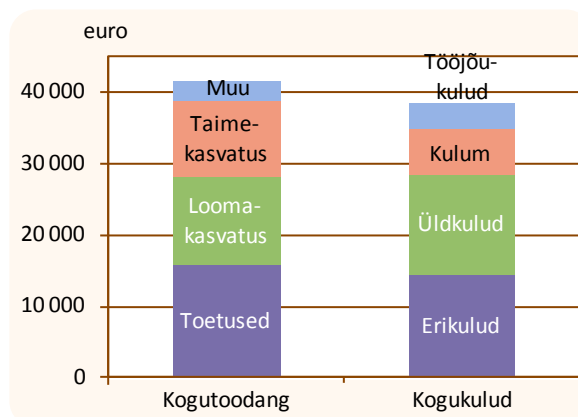 euro
40 000
30 000
20 000
10 000
0
Muu
Taime-
kasvatus
Looma-
kasvatus
Toetused
Tööjõu-
kulud
Kulum
Üldkulud
Erikulud
Kogutoodang
Kogukulud